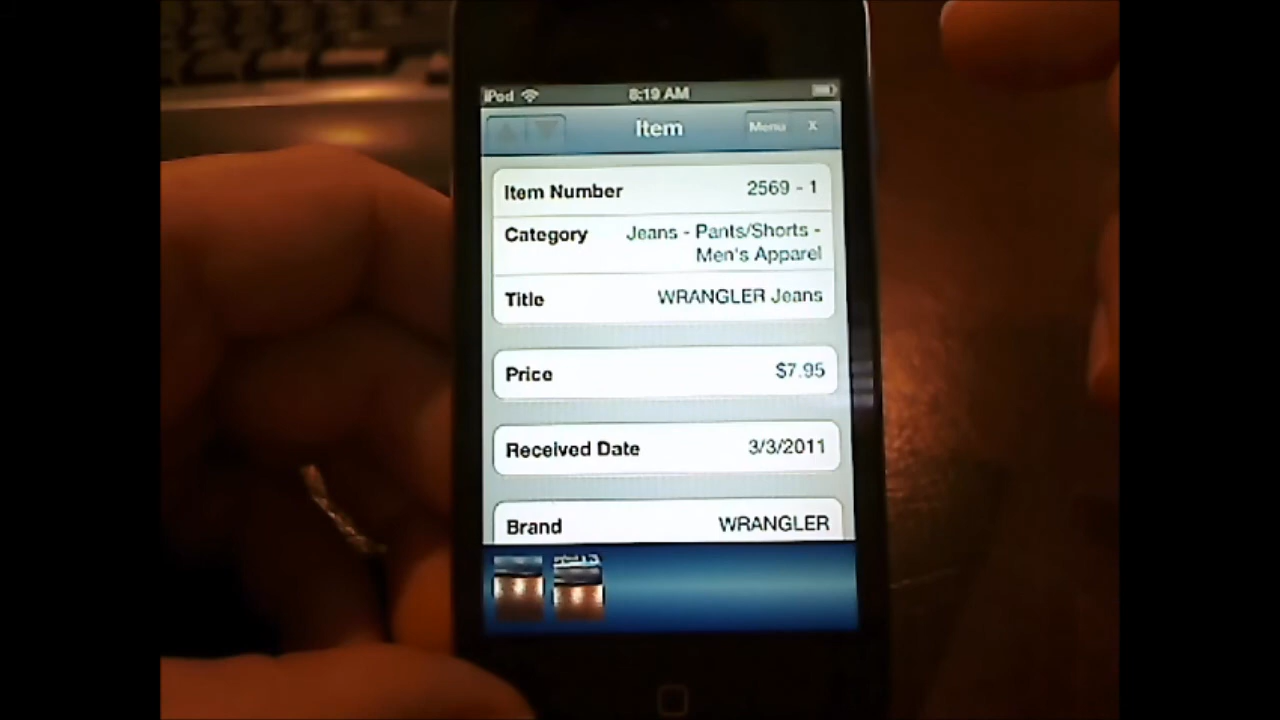 iPod 8:19 AM
Item Menu X
Item Number 2569 - 1
Category Jeans - Pants/Shorts -
Men's Apparel
Title WRANGLER Jeans
Price $7.95
Received Date 3/3/2011
Brand WRANGLER